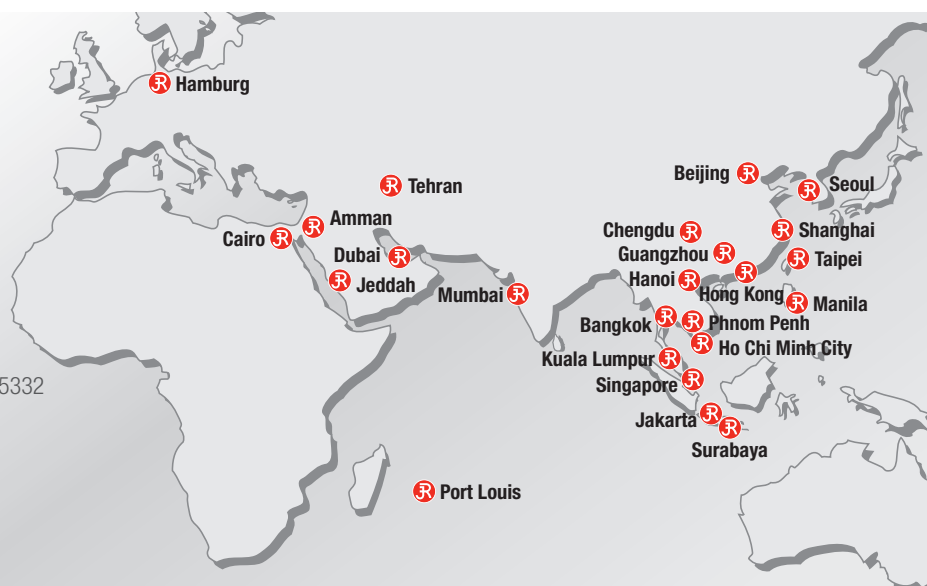 Hamburg
Tehran
Beijing
Seoul
Amman
Cairo
Chengdu
Shanghai
Dubai
Guangzhou
Taipei
Jeddah
Hanoi
Mumbai
Hong Kong
Manila
Bangkok
Phnom Penh
Ho Chi Minh City
Kuala Lumpur
Singapore
5332
Jakarta
Surabaya
Port Louis